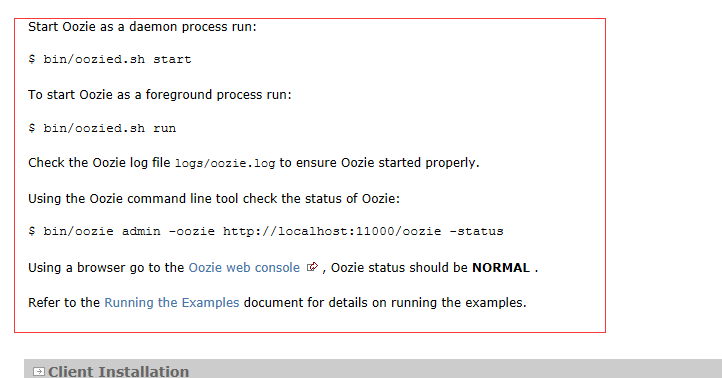 Start Oozie as a daemon process run:
$ bin/oozied.sh start
To start Oozie as a foreground process run:
$ bin/oozied.sh run
Check the Oozie log file logs/oozie.log to ensure Oozie started properly.
Using the Oozie command line tool check the status of Oozie:
$ bin/oozie admin -oozie http://localhost:11000/oozie -status
Using a browser go to the Oozie web console , Oozie status should be NORMAL .
Refer to the Running the Examples document for details on running the examples.
Client Installation